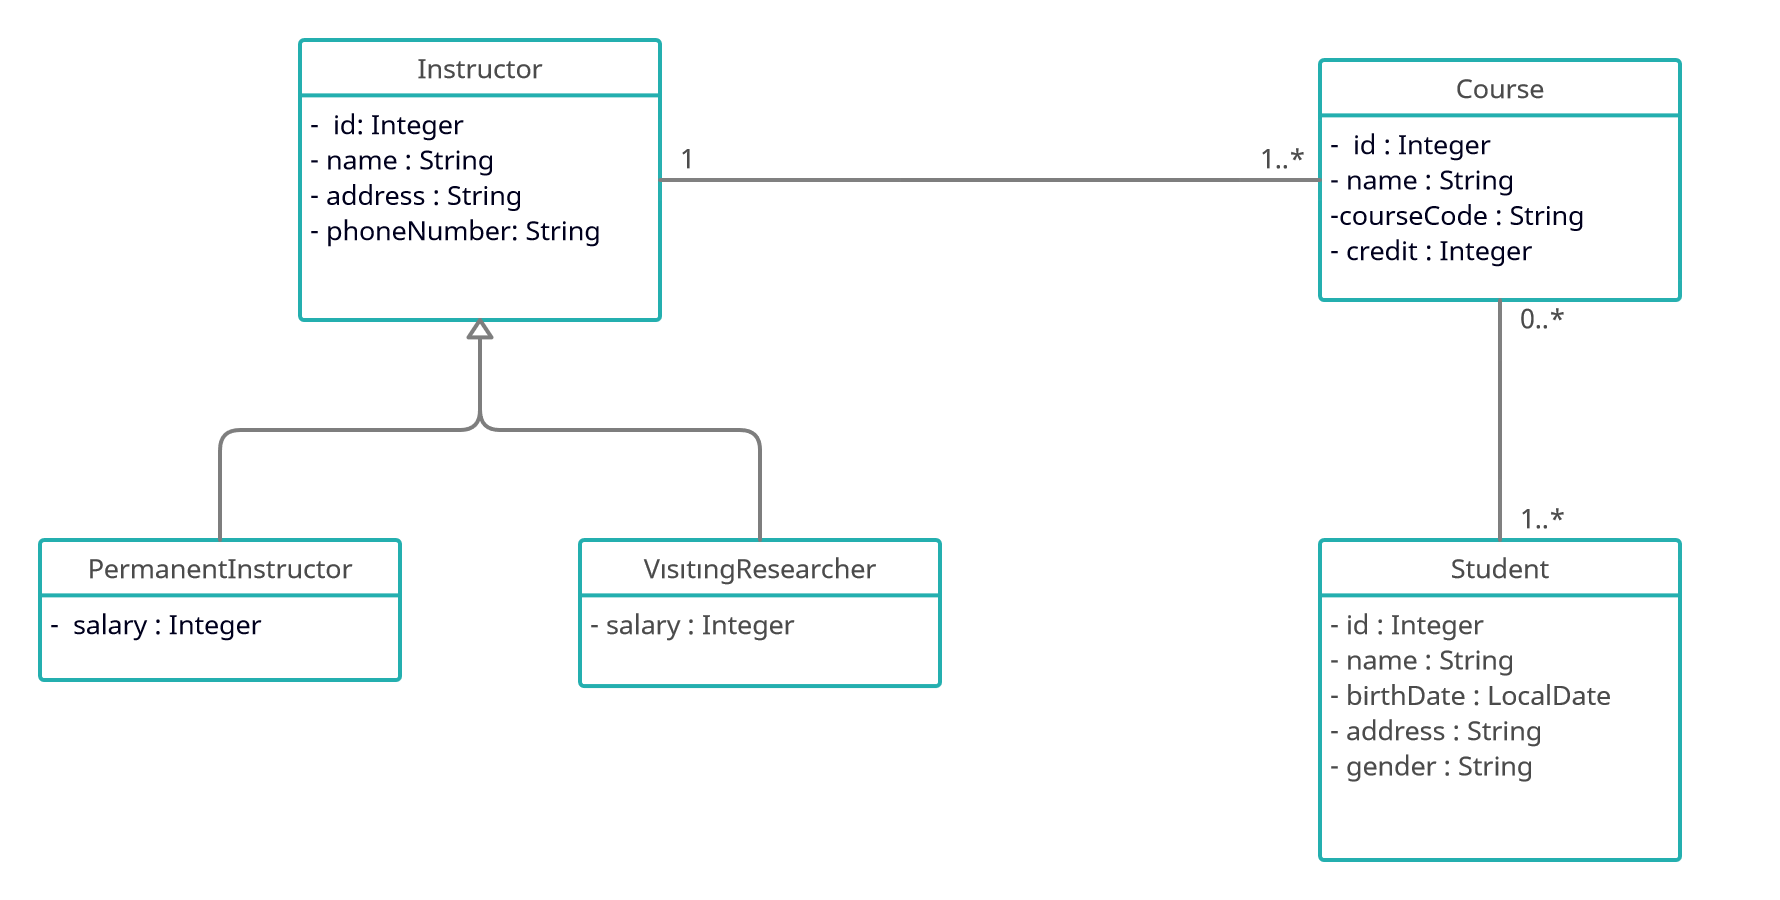 Instructor
-  id: Integer
- name : String
- address : String
- phoneNumber: String
1
1..*
Course
-  id : Integer
- name : String
-courseCode : String
- credit : Integer
0..*
1..*
PermanentInstructor
-  salary : Integer
VısıtıngResearcher
- salary : Integer
Student
- id : Integer
- name : String
- birthDate : LocalDate
- address : String
- gender : String